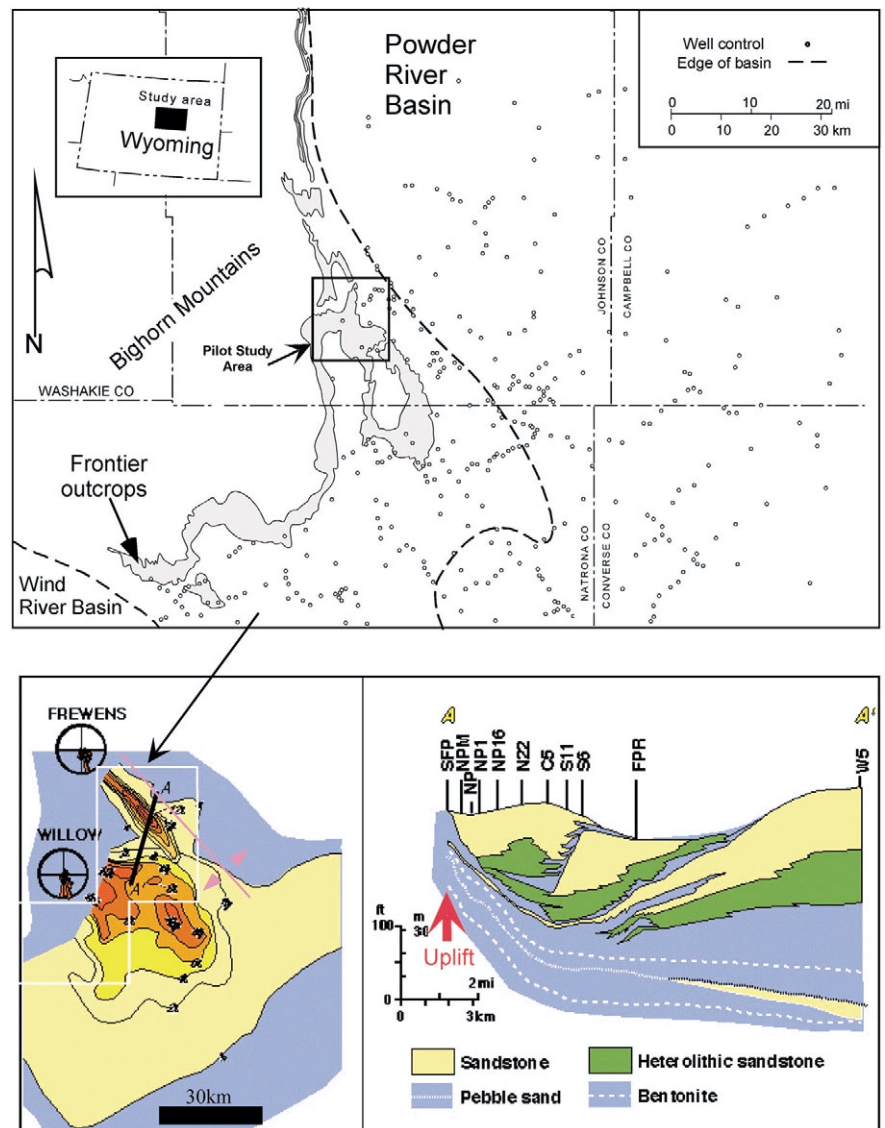 Powder
River
Basin
Well control
Edge of basin
0 10 20 mi
0 10 20 30 km
Study area
Wyoming
N
Bighorn Mountains
Pilot Study
Area
JOHNSON CO
CAMPBELL CO
WASHAKIE CO
Frontier
outcrops
NATRONA CO
CONVERSE CO
Wind
River Basin
FREWENS
WILLOW
A
A'
30km
A
A'
SFP
NPM
NP
NP1
NP16
N22
C5
S11
S6
FPR
W5
ft m
100 30
Uplift
0
2mi
0 3km
Sandstone
Heterolithic sandstone
Pebble sand
Bentonite